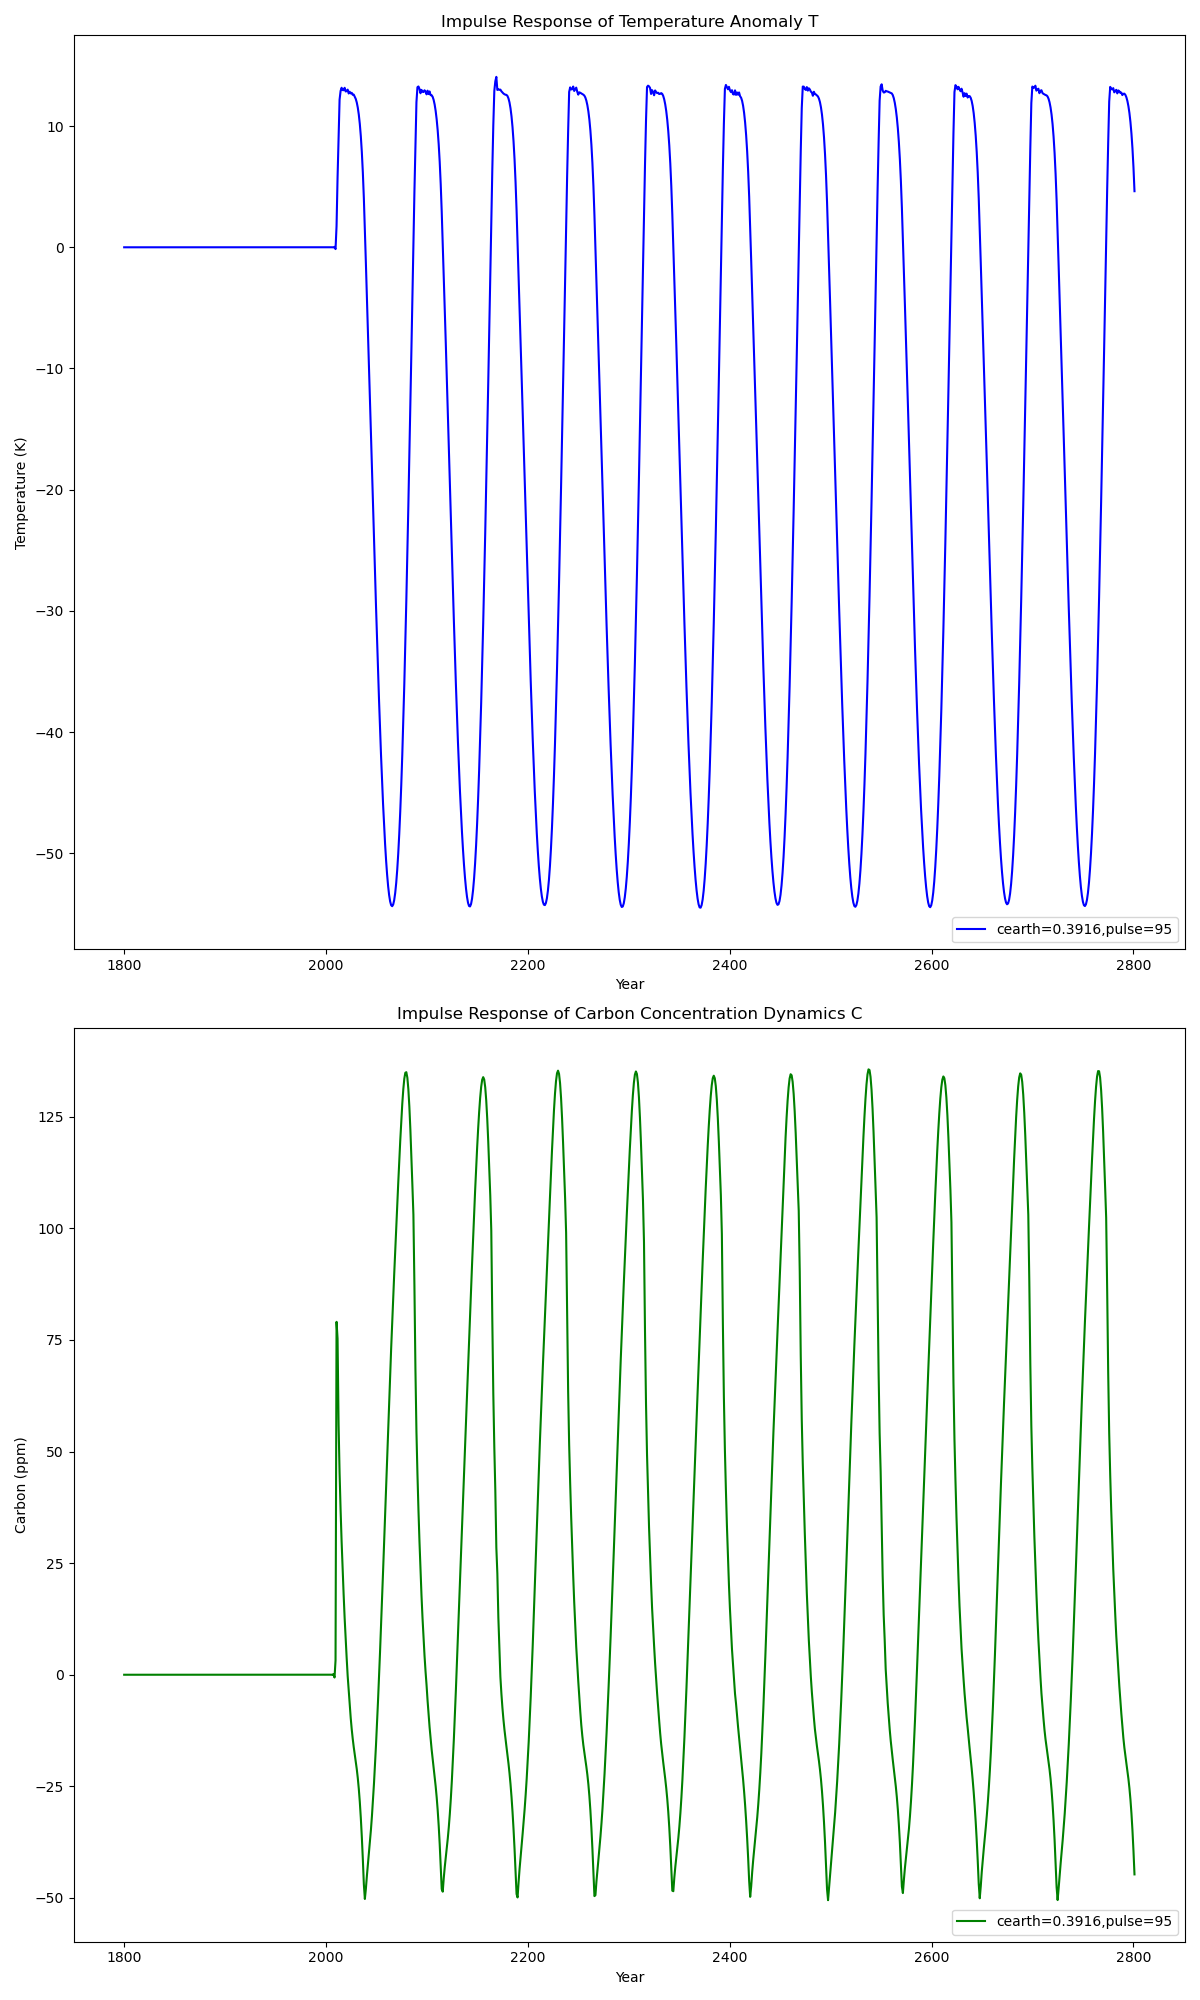 Impulse Response of Temperature Anomaly T
10
0
−10
−20
−30
−40
−50
Temperature (K)
1800 2000 2200 2400 2600 2800
Year
cearth=0.3916,pulse=95
Impulse Response of Carbon Concentration Dynamics C
125
100
75
50
25
0
−25
−50
Carbon (ppm)
1800 2000 2200 2400 2600 2800
Year
cearth=0.3916,pulse=95